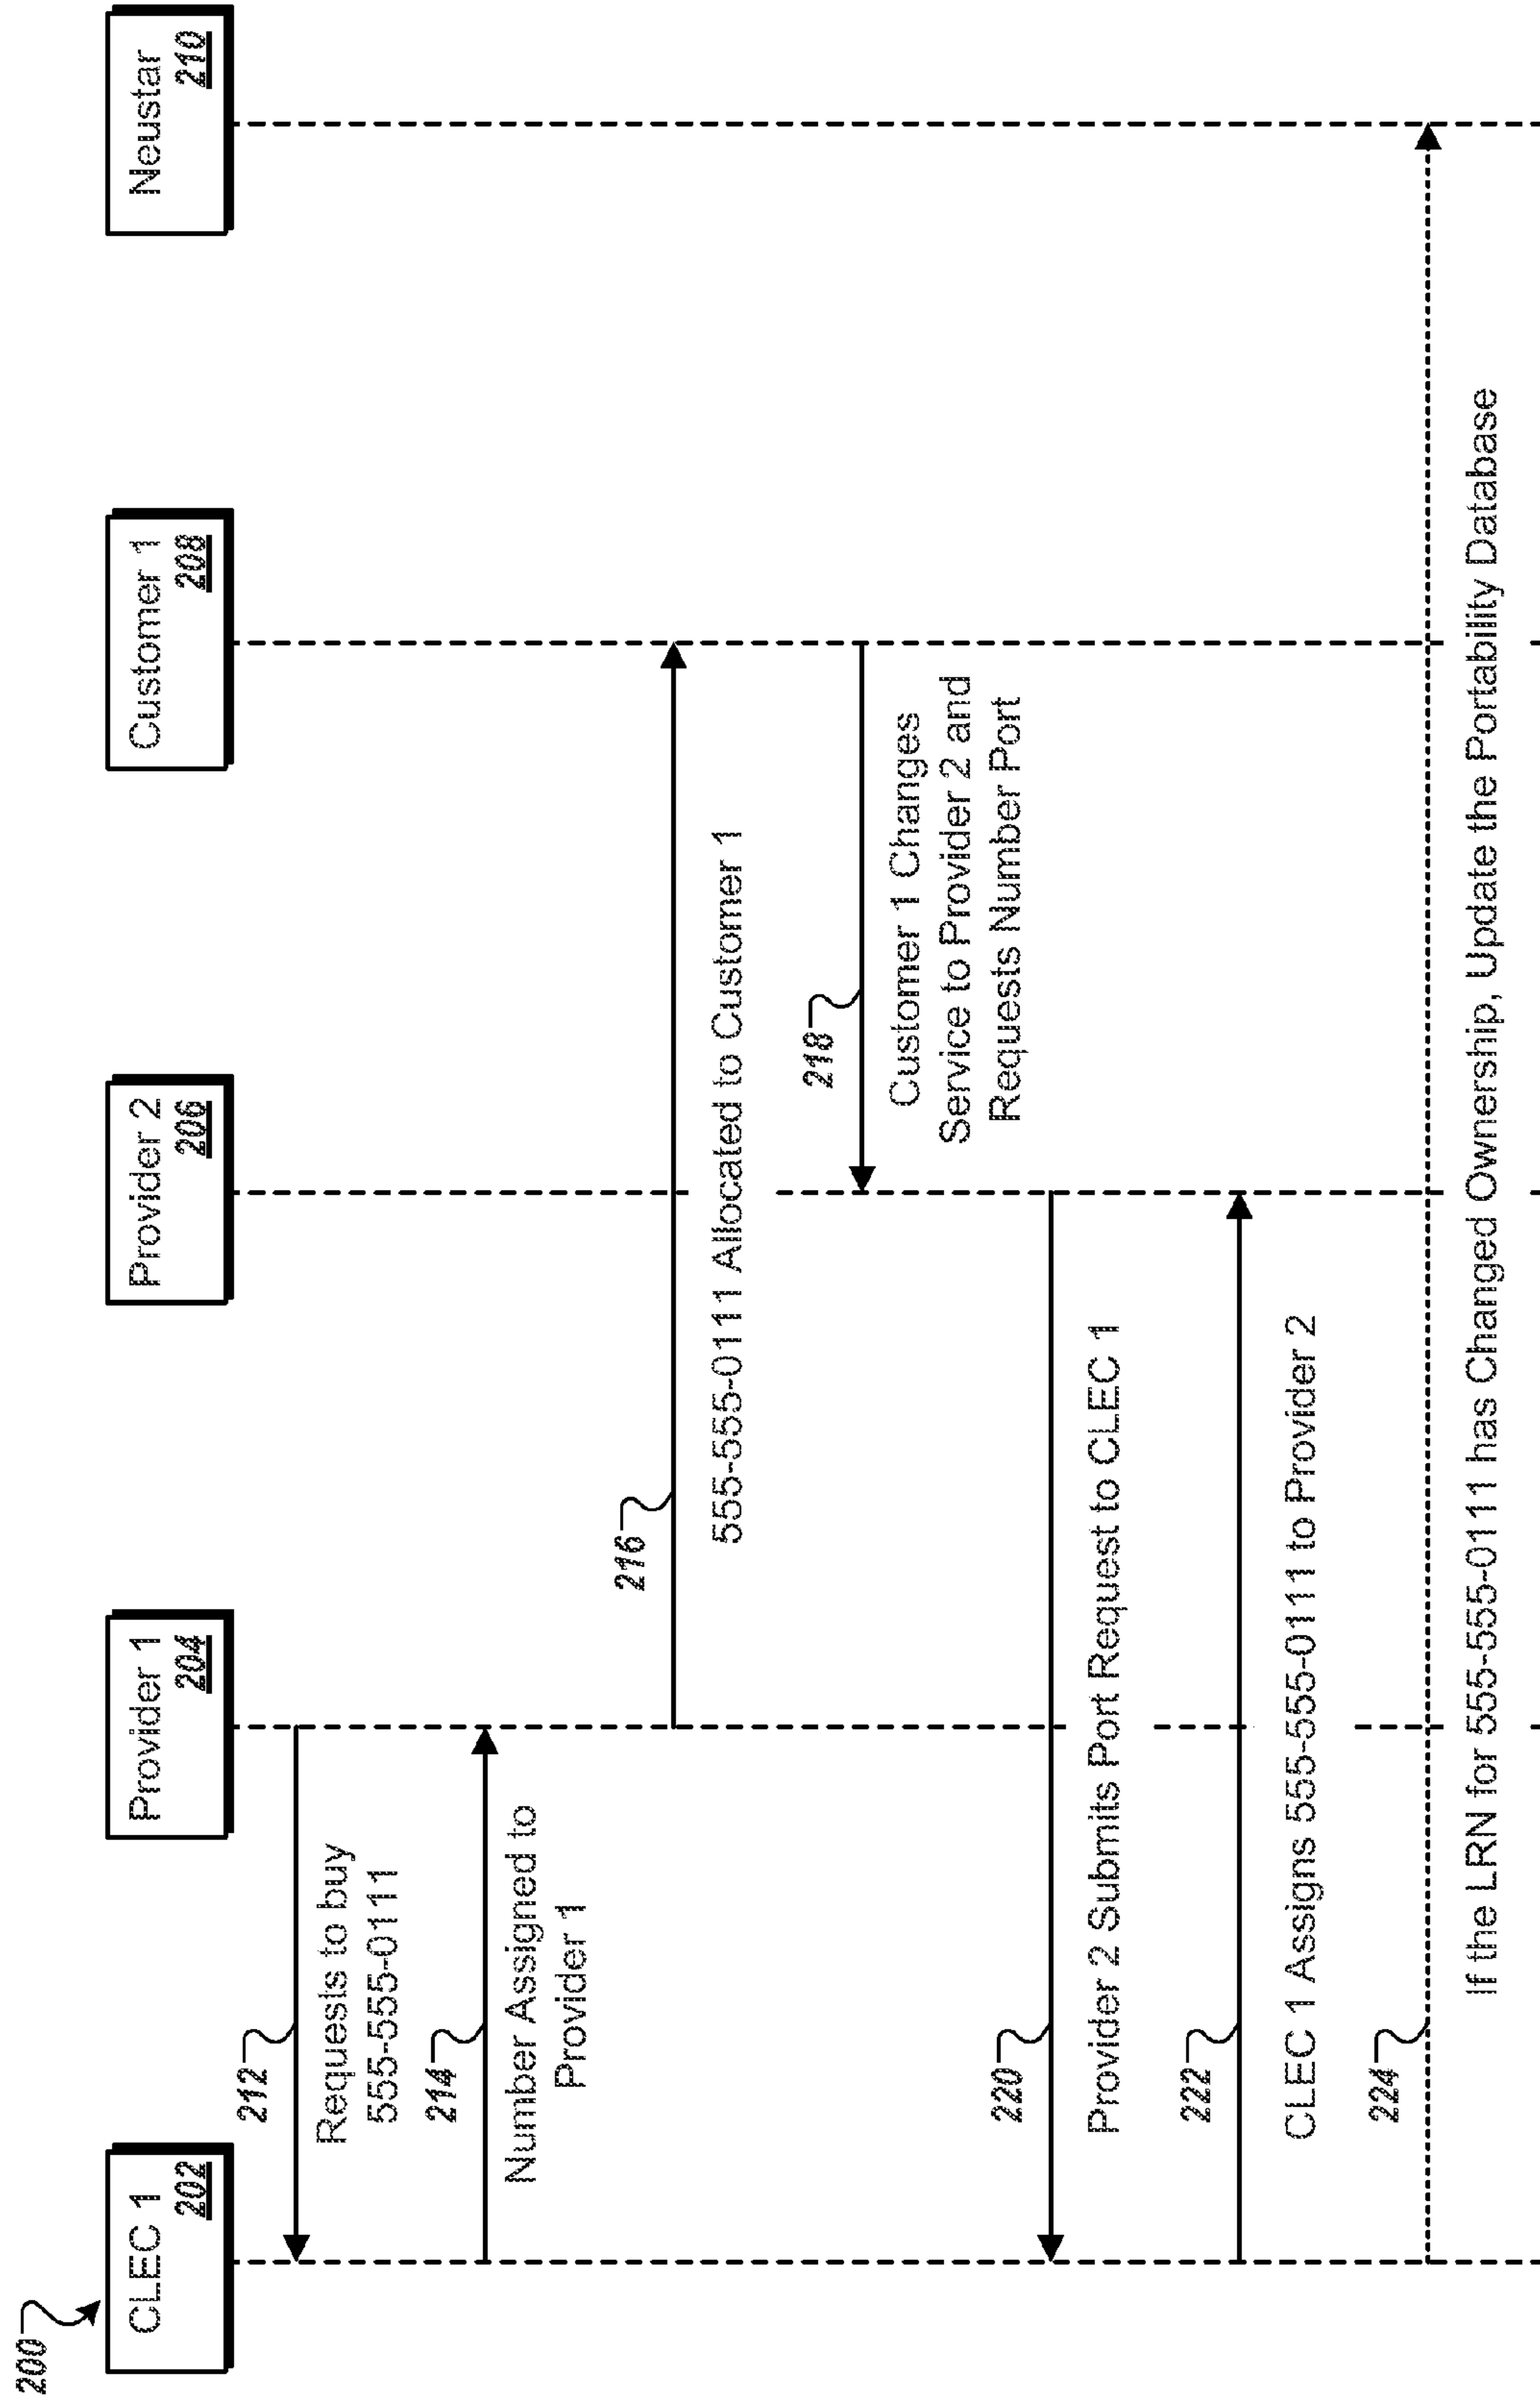 200
CLEC 1
202
Provider 1
204
Provider 2
206
Customer 1
208
Neustar
210
212
Requests to buy
555-555-0111
214
Number Assigned to
Provider 1
216
555-555-0111 Allocated to Customer 1
218
Customer 1 Changes
Service to Provider 2 and
Requests Number Port
220
Provider 2 Submits Port Request to CLEC 1
222
CLEC 1 Assigns 555-555-0111 to Provider 2
224
If the LRN for 555-555-0111 has Changed Ownership, Update the Portability Database